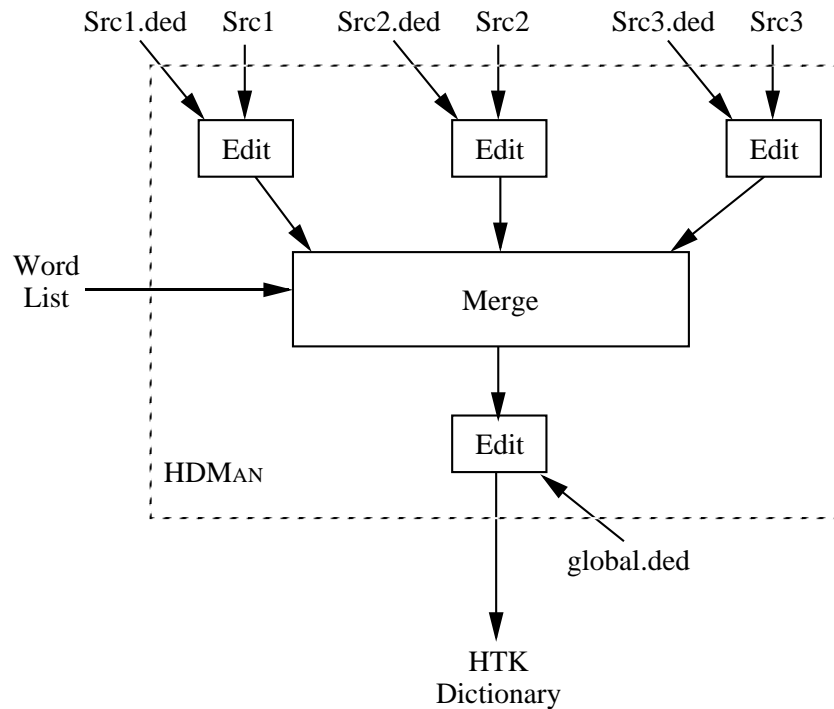 Src1.ded Src1 Src2.ded Src2 Src3.ded Src3
Edit Edit Edit
Word
List
Merge
Edit
HDMAN
global.ded
HTK
Dictionary